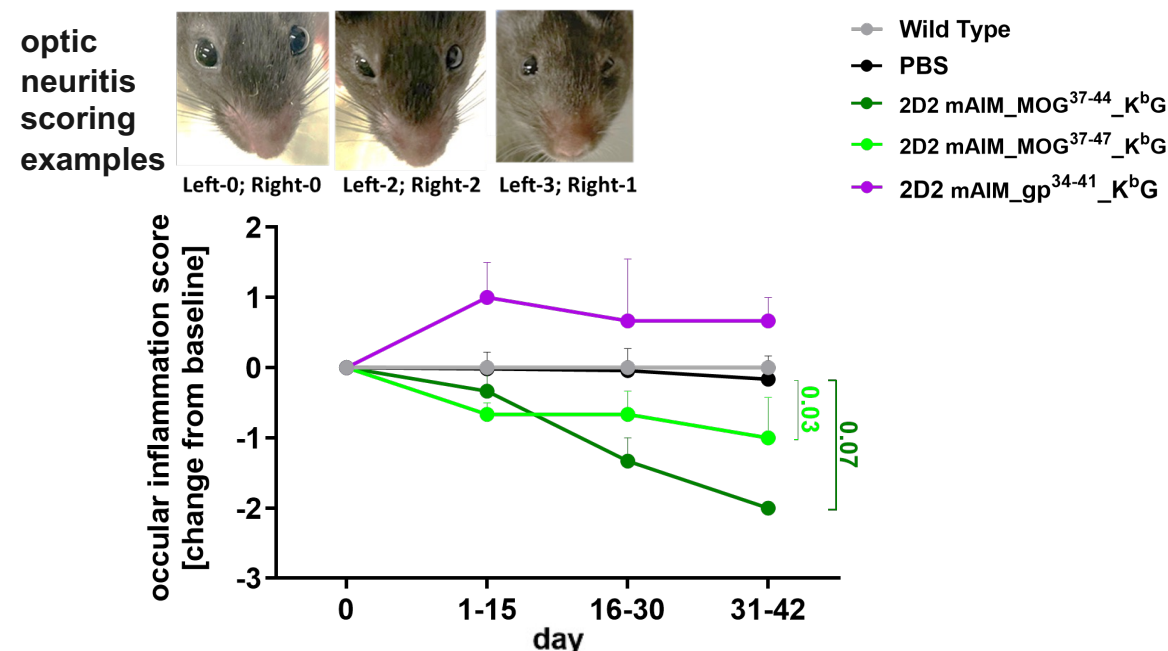 optic
neuritis
scoring
examples
Left-0; Right-0
Left-2; Right-2
Left-3; Right-1
Wild Type
PBS
2D2 mAIM_MOG³⁷⁻⁴⁴_KᵇG
2D2 mAIM_MOG³⁷⁻⁴⁷_KᵇG
2D2 mAIM_gp³⁴⁻⁴¹_KᵇG
occular inflammation score
[change from baseline]
2
1
0
-1
-2
-3
0.03
0.07
0 1-15 16-30 31-42
day